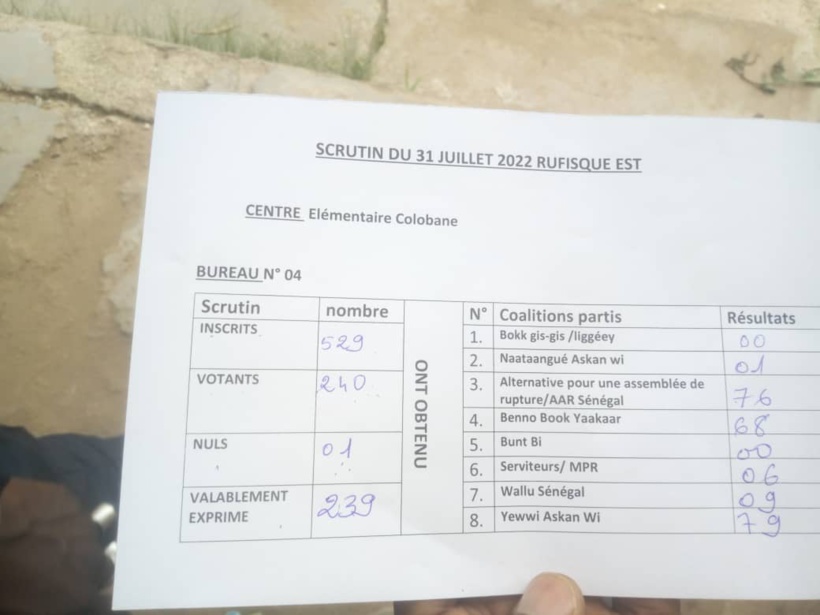 SCRUTIN DU 31 JUILLET 2022 RUFISQUE EST
CENTRE Elémentaire Colobane
BUREAU N° 04
Scrutin nombre
INSCRITS 529
VOTANTS 240
NULS 01
VALABLEMENT EXPRIME 239
ONT OBTENU
N° Coalitions partis Résultats
1. Bokk gis-gis /liggéey 00
2. Naataangué Askan wi 01
3. Alternative pour une assemblée de
rupture/AAR Sénégal 76
4. Benno Book Yaakaar 68
5. Bunt Bi 00
6. Serviteurs/ MPR 06
7. Wallu Sénégal 09
8. Yewwi Askan Wi 79